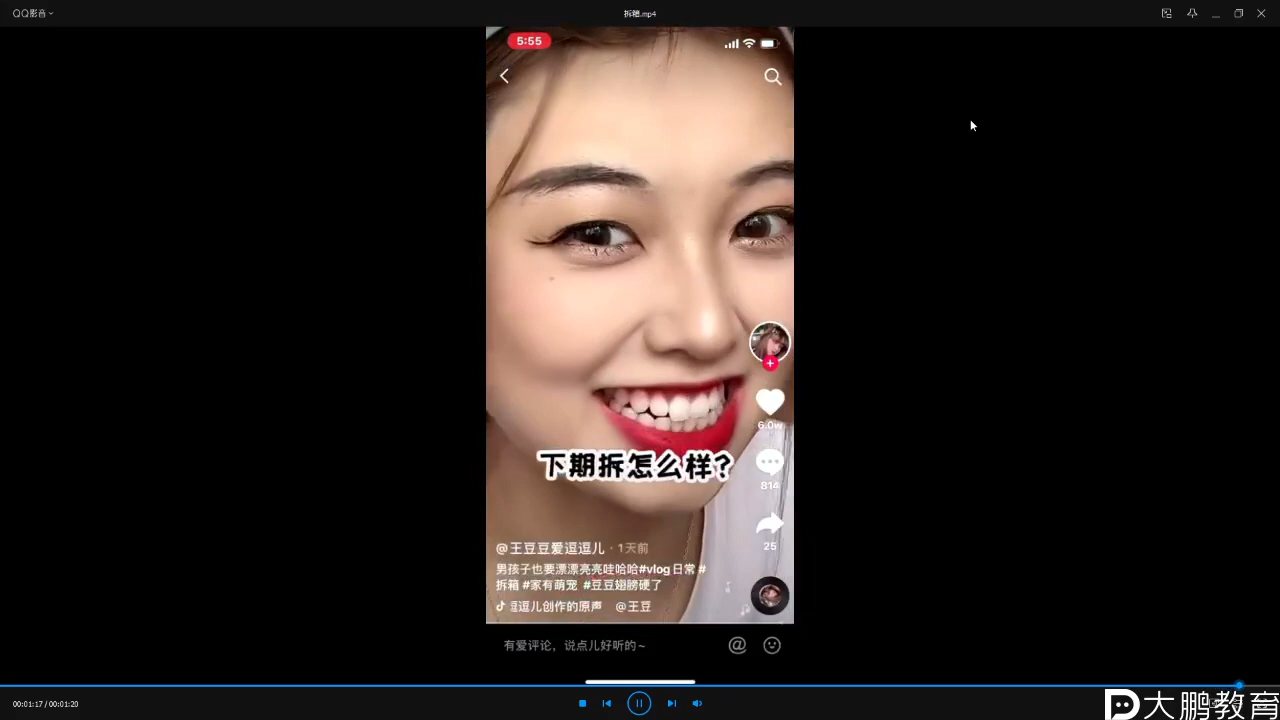 QQ影音
拆箱.mp4
5:55
6.0w
下期拆怎么样?
814
25
@王豆豆爱逗逗儿 · 1天前
男孩子也要漂漂亮亮哇哈哈#vlog日常 #
拆箱 #家有萌宠 #豆豆翅膀硬了
逗儿创作的原声 @王豆
有爱评论，说点儿好听的~
@
00:01:17 / 00:01:20
大鹏教育